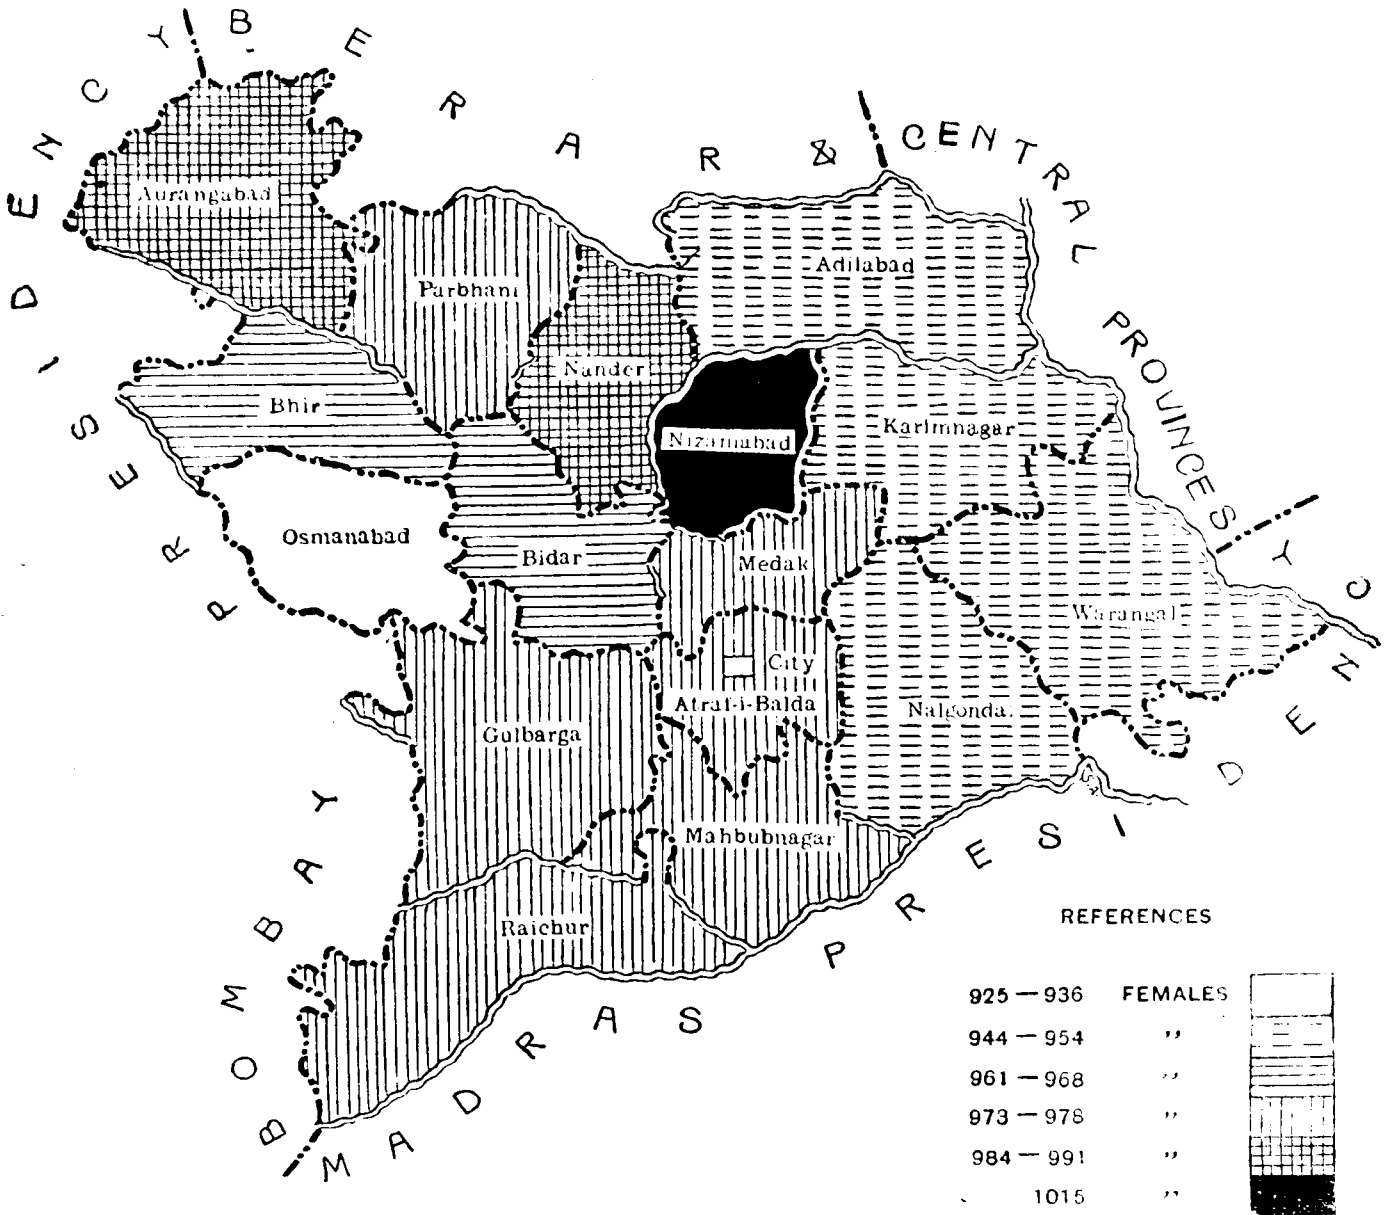 BOMBAY PRESIDENCY
BERAR & CENTRAL PROVINCES
Aurangabad
Parbhani
Adilabad
Nander
Bhir
Karimnagar
Nizamabad
Osmanabad
Bidar
Medak
Warangal
City
Atraf-i-Balda
Nalgonda
Gulbarga
Mahbubnagar
Raichur
MADRAS PRESIDENCY
REFERENCES
925 — 936 FEMALES
944 — 954 ,,
961 — 968 ,,
973 — 978 ,,
984 — 991 ,,
1015 ,,